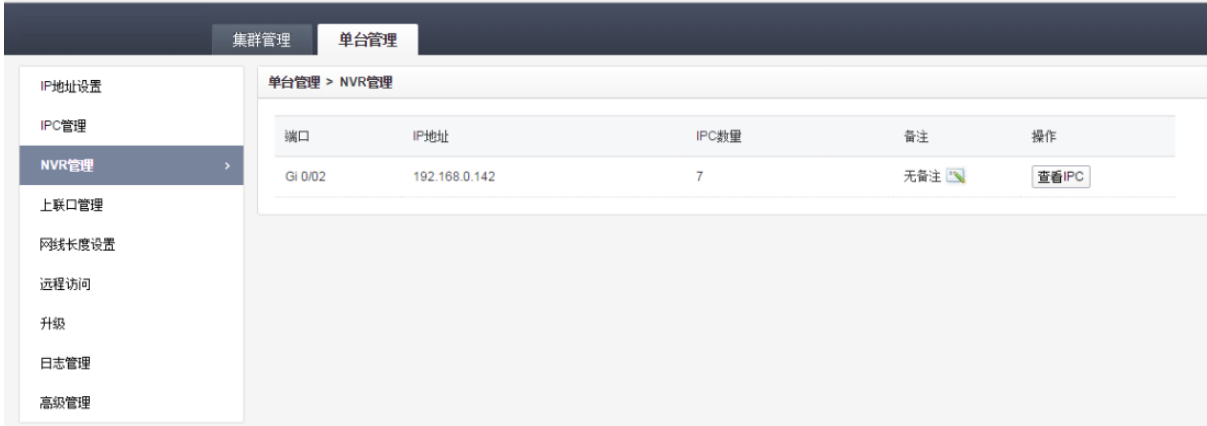 集群管理 单台管理
IP地址设置
IPC管理
NVR管理 >
上联口管理
网线长度设置
远程访问
升级
日志管理
高级管理
单台管理 > NVR管理
端口 IP地址 IPC数量 备注 操作
Gi 0/02 192.168.0.142 7 无备注 查看IPC